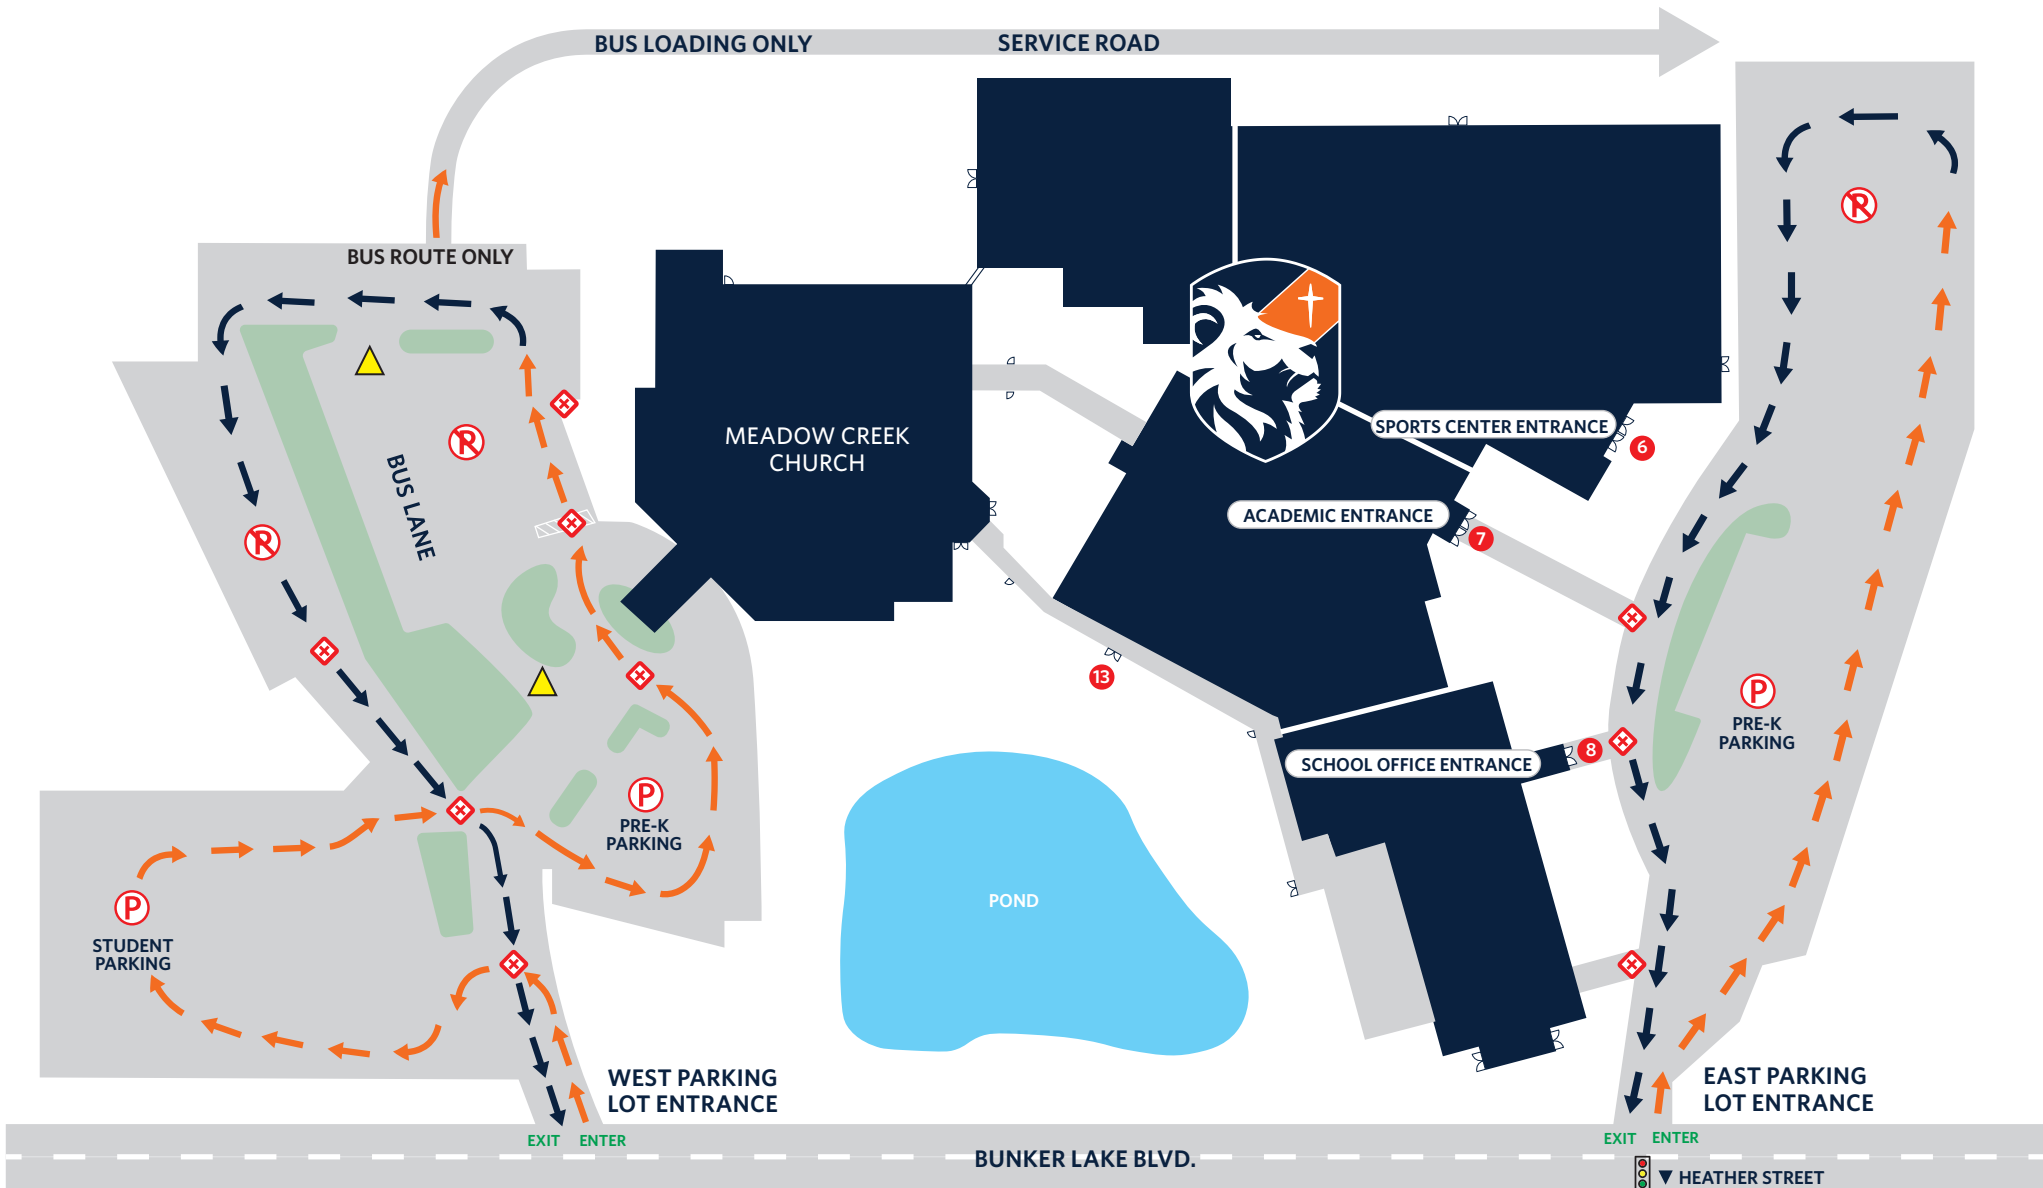 BUS LOADING ONLY
SERVICE ROAD
BUS ROUTE ONLY
BUS LANE
MEADOW CREEK
CHURCH
SPORTS CENTER ENTRANCE
6
ACADEMIC ENTRANCE
7
13
SCHOOL OFFICE ENTRANCE
8
P
PRE-K
PARKING
P
PRE-K
PARKING
P
STUDENT
PARKING
P
P
P
POND
WEST PARKING
LOT ENTRANCE
EAST PARKING
LOT ENTRANCE
EXIT
ENTER
EXIT
ENTER
BUNKER LAKE BLVD.
HEATHER STREET